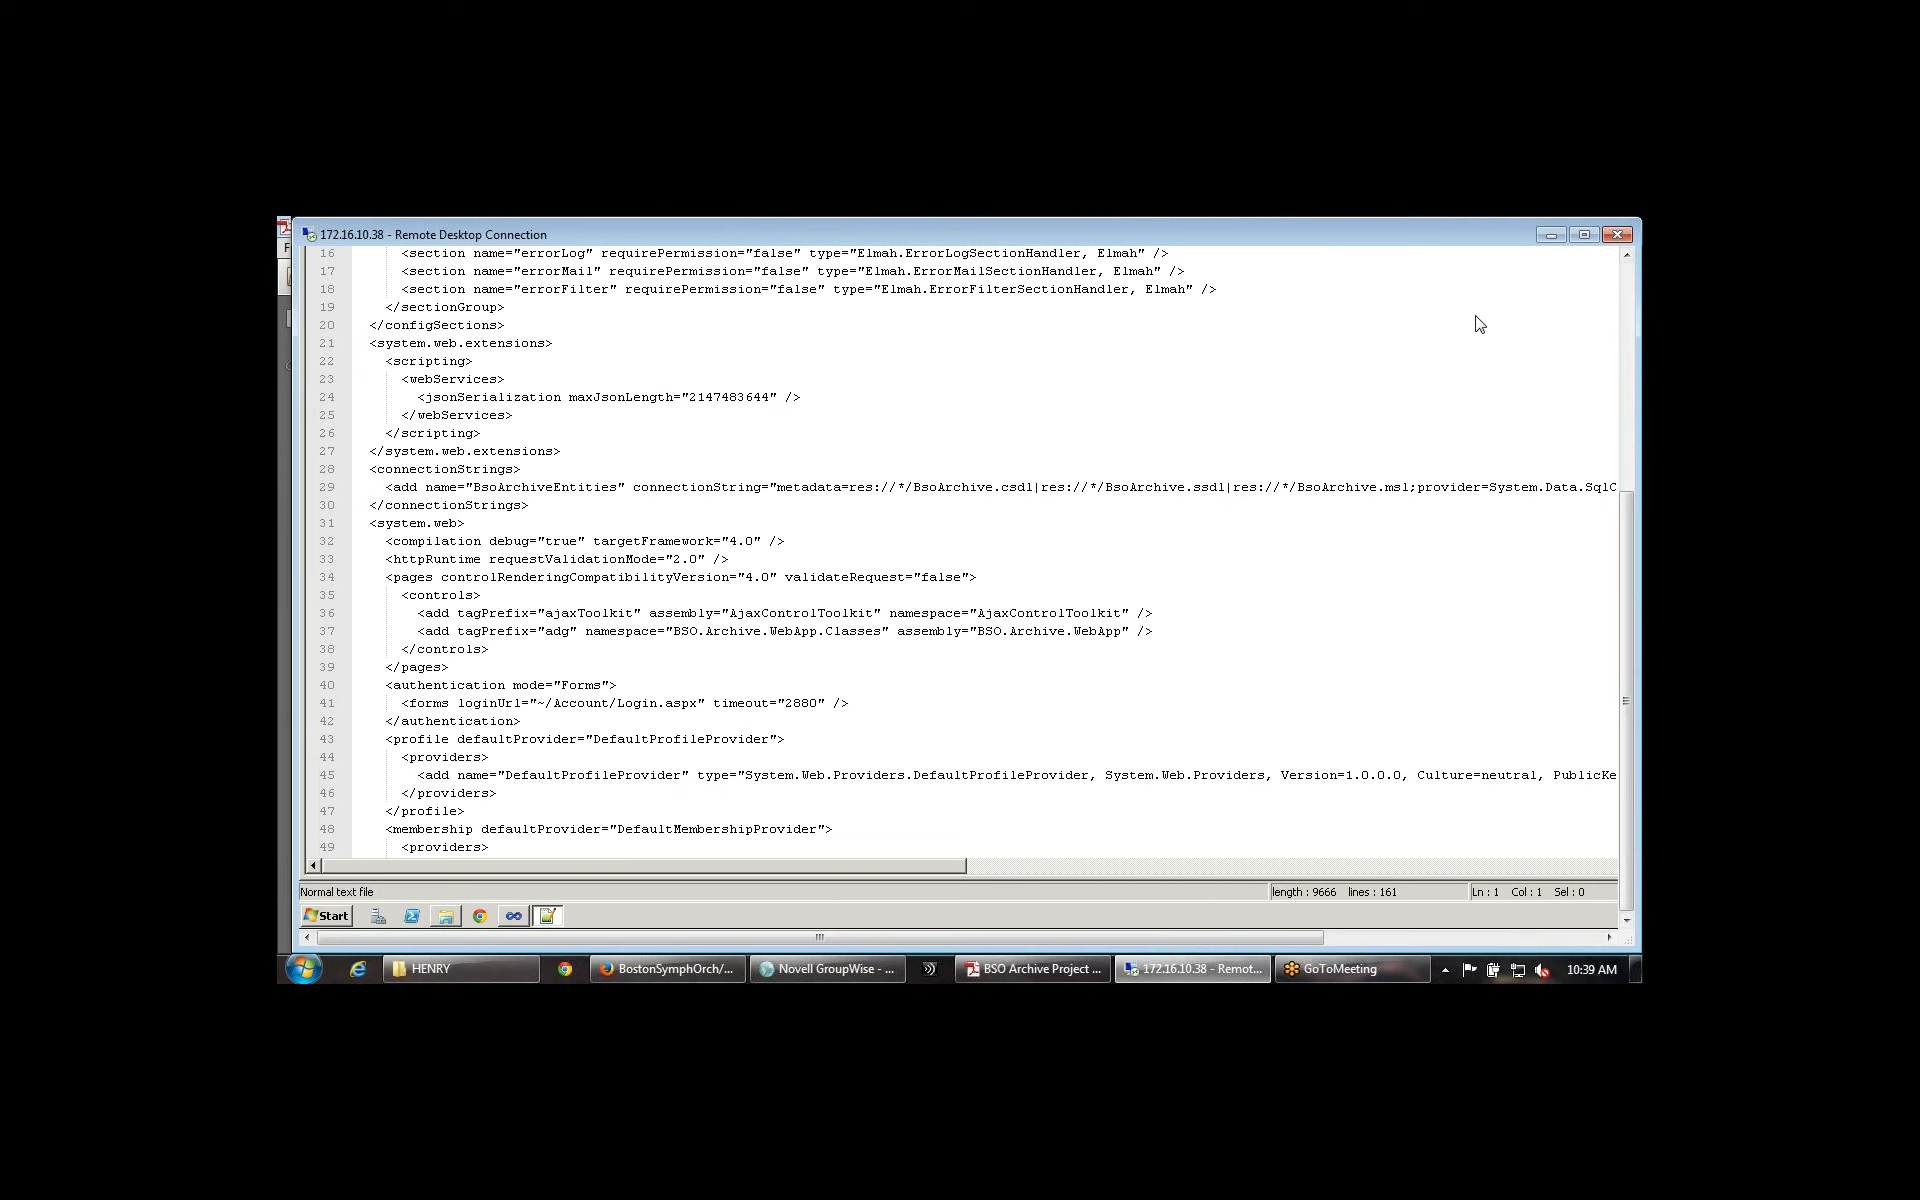 172.16.10.38 - Remote Desktop Connection
16 <section name="errorLog" requirePermission="false" type="Elmah.ErrorLogSectionHandler, Elmah" />
17 <section name="errorMail" requirePermission="false" type="Elmah.ErrorMailSectionHandler, Elmah" />
18 <section name="errorFilter" requirePermission="false" type="Elmah.ErrorFilterSectionHandler, Elmah" />
19 </sectionGroup>
20 </configSections>
21 <system.web.extensions>
22 <scripting>
23 <webServices>
24 <jsonSerialization maxJsonLength="2147483644" />
25 </webServices>
26 </scripting>
27 </system.web.extensions>
28 <connectionStrings>
29 <add name="BsoArchiveEntities" connectionString="metadata=res://*/BsoArchive.csdl|res://*/BsoArchive.ssdl|res://*/BsoArchive.msl;provider=System.Data.SqlC
30 </connectionStrings>
31 <system.web>
32 <compilation debug="true" targetFramework="4.0" />
33 <httpRuntime requestValidationMode="2.0" />
34 <pages controlRenderingCompatibilityVersion="4.0" validateRequest="false">
35 <controls>
36 <add tagPrefix="ajaxToolkit" assembly="AjaxControlToolkit" namespace="AjaxControlToolkit" />
37 <add tagPrefix="adg" namespace="BSO.Archive.WebApp.Classes" assembly="BSO.Archive.WebApp" />
38 </controls>
39 </pages>
40 <authentication mode="Forms">
41 <forms loginUrl="~/Account/Login.aspx" timeout="2880" />
42 </authentication>
43 <profile defaultProvider="DefaultProfileProvider">
44 <providers>
45 <add name="DefaultProfileProvider" type="System.Web.Providers.DefaultProfileProvider, System.Web.Providers, Version=1.0.0.0, Culture=neutral, PublicKe
46 </providers>
47 </profile>
48 <membership defaultProvider="DefaultMembershipProvider">
49 <providers>
Normal text file length : 9666 lines : 161 Ln : 1 Col : 1 Sel : 0
Start
HENRY BostonSymphOrch/... Novell GroupWise - ... BSO Archive Project ... 172.16.10.38 - Remot... GoToMeeting 10:39 AM